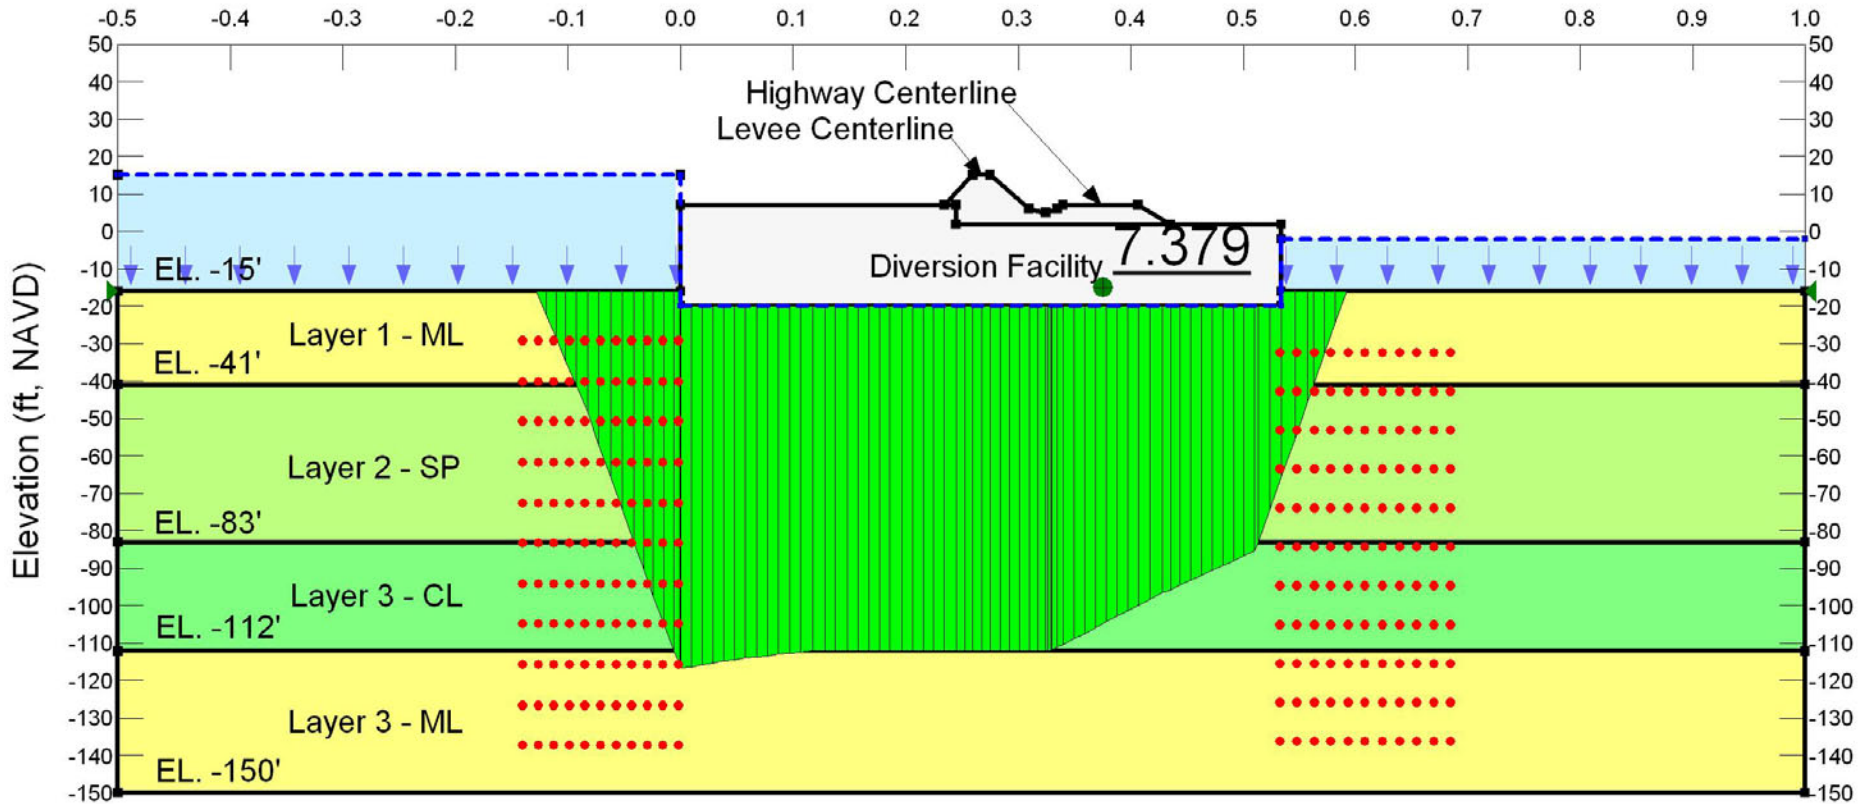 -0.5 -0.4 -0.3 -0.2 -0.1 0.0 0.1 0.2 0.3 0.4 0.5 0.6 0.7 0.8 0.9 1.0
50 50
40 40
30 30
20 20
10 10
0 0
-10 -10
-20 -20
-30 -30
-40 -40
-50 -50
-60 -60
-70 -70
-80 -80
-90 -90
-100 -100
-110 -110
-120 -120
-130 -130
-140 -140
-150 -150
Elevation (ft, NAVD)
Highway Centerline
Levee Centerline
Diversion Facility
7.379
EL. -15'
Layer 1 - ML
EL. -41'
Layer 2 - SP
EL. -83'
Layer 3 - CL
EL. -112'
Layer 3 - ML
EL. -150'